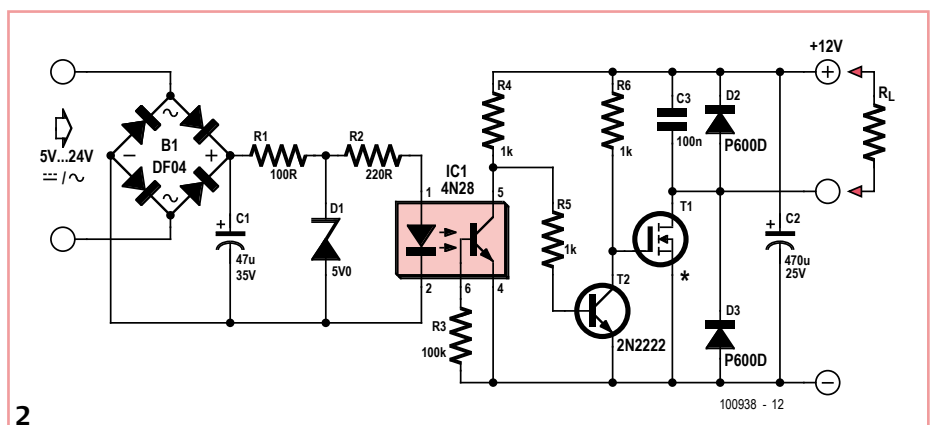 5V...24V
⎓ / ~
~
B1
DF04
~
−
+
C1
+
47u
35V
R1
100R
R2
220R
D1
5V0
IC1
4N28
1
2
5
6
4
R3
100k
R4
1k
R5
1k
R6
1k
T2
2N2222
T1
*
C3
100n
D2
P600D
D3
P600D
C2
+
470u
25V
+12V
+
−
RL
100938 - 12
2